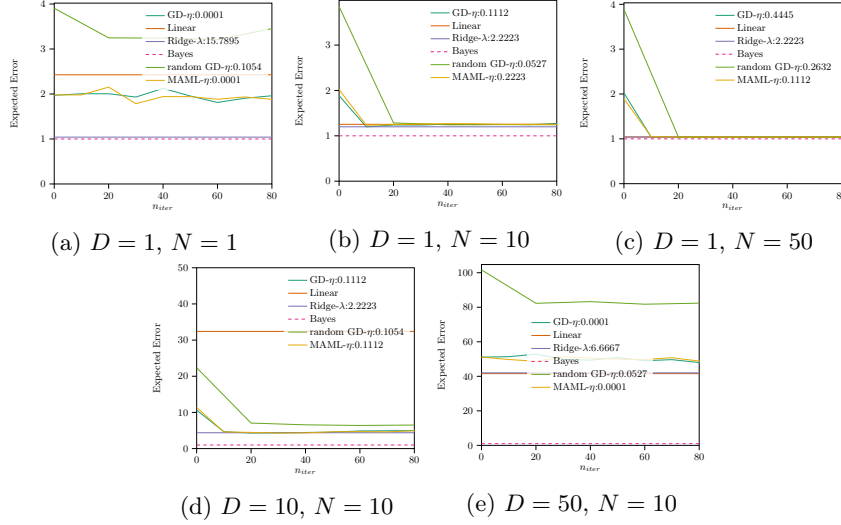 4
3
2
1
0
Expected Error
0 20 40 60 80
n_iter
GD-η:0.0001
Linear
Ridge-λ:15.7895
Bayes
random GD-η:0.1054
MAML-η:0.0001
(a) D = 1, N = 1
4
3
2
1
0
Expected Error
0 20 40 60 80
n_iter
GD-η:0.1112
Linear
Ridge-λ:2.2223
Bayes
random GD-η:0.0527
MAML-η:0.2223
(b) D = 1, N = 10
4
3
2
1
0
Expected Error
0 20 40 60 80
n_iter
GD-η:0.4445
Linear
Ridge-λ:2.2223
Bayes
random GD-η:0.2632
MAML-η:0.1112
(c) D = 1, N = 50
50
40
30
20
10
0
Expected Error
0 20 40 60 80
n_iter
GD-η:0.1112
Linear
Ridge-λ:2.2223
Bayes
random GD-η:0.1054
MAML-η:0.1112
(d) D = 10, N = 10
100
80
60
40
20
0
Expected Error
0 20 40 60 80
n_iter
GD-η:0.0001
Linear
Ridge-λ:6.6667
Bayes
random GD-η:0.0527
MAML-η:0.0001
(e) D = 50, N = 10